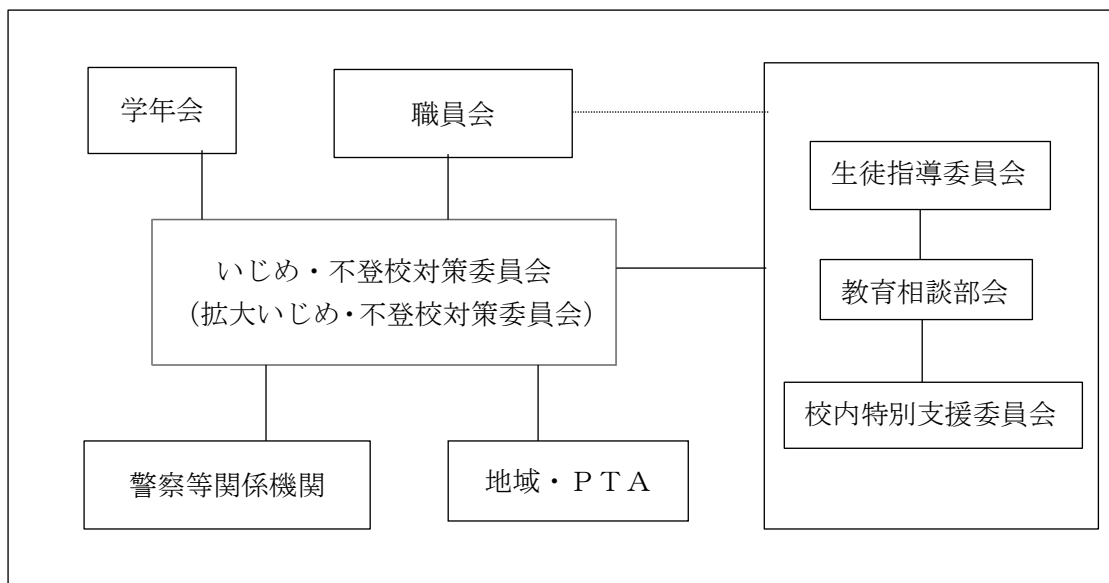 学年会
職員会
生徒指導委員会
いじめ・不登校対策委員会
（拡大いじめ・不登校対策委員会）
教育相談部会
校内特別支援委員会
警察等関係機関
地域・ＰＴＡ